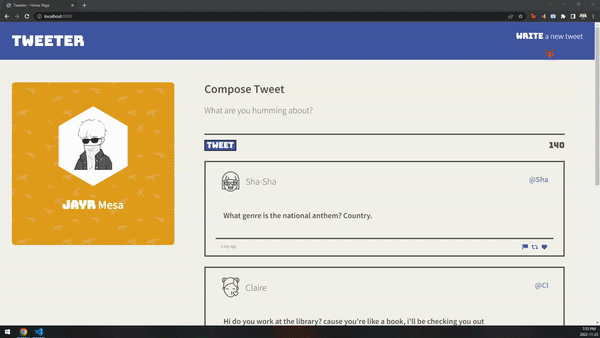 Tweeter - Home Page
localhost:8080
TWEETER
WRITE a new tweet
Compose Tweet
What are you humming about?
TWEET
140
JAYR Mesa
Sha-Sha
@Sha
What genre is the national anthem? Country.
1 day ago
Claire
@Cl
Hi do you work at the library? cause you're like a book, i'll be checking you out
7:15 PM
2022-11-23